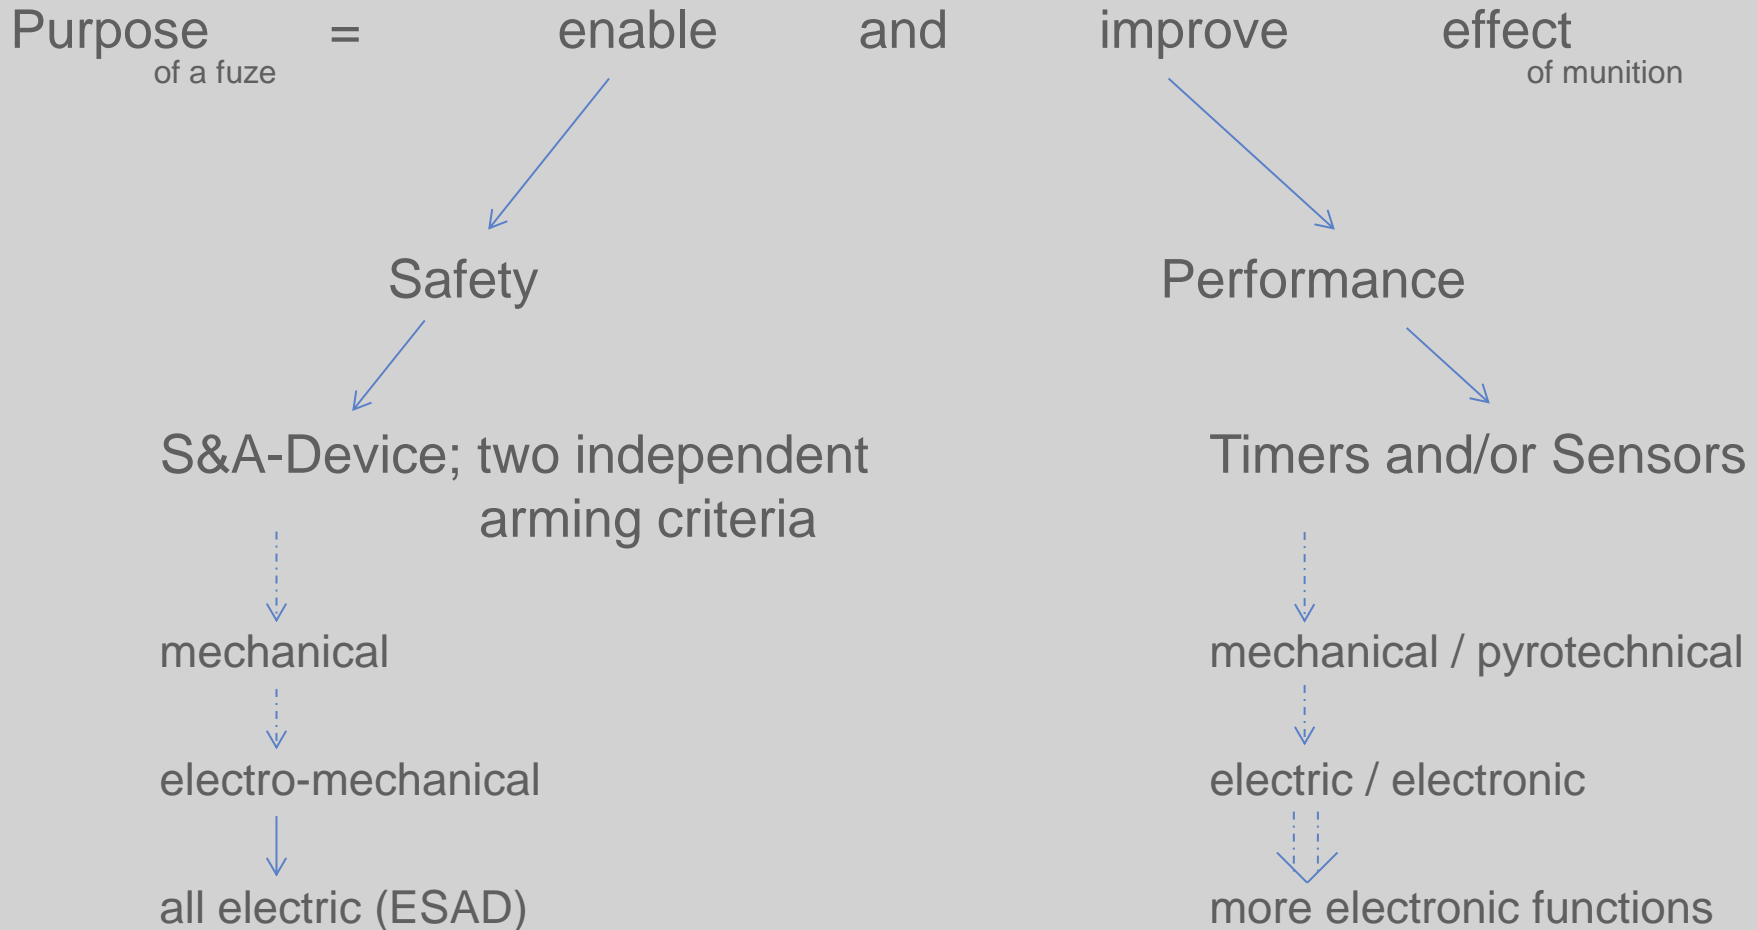 Purpose = enable and improve effect
of a fuze of munition
Safety Performance
S&A-Device; two independent Timers and/or Sensors
arming criteria
mechanical mechanical / pyrotechnical
electro-mechanical electric / electronic
all electric (ESAD) more electronic functions